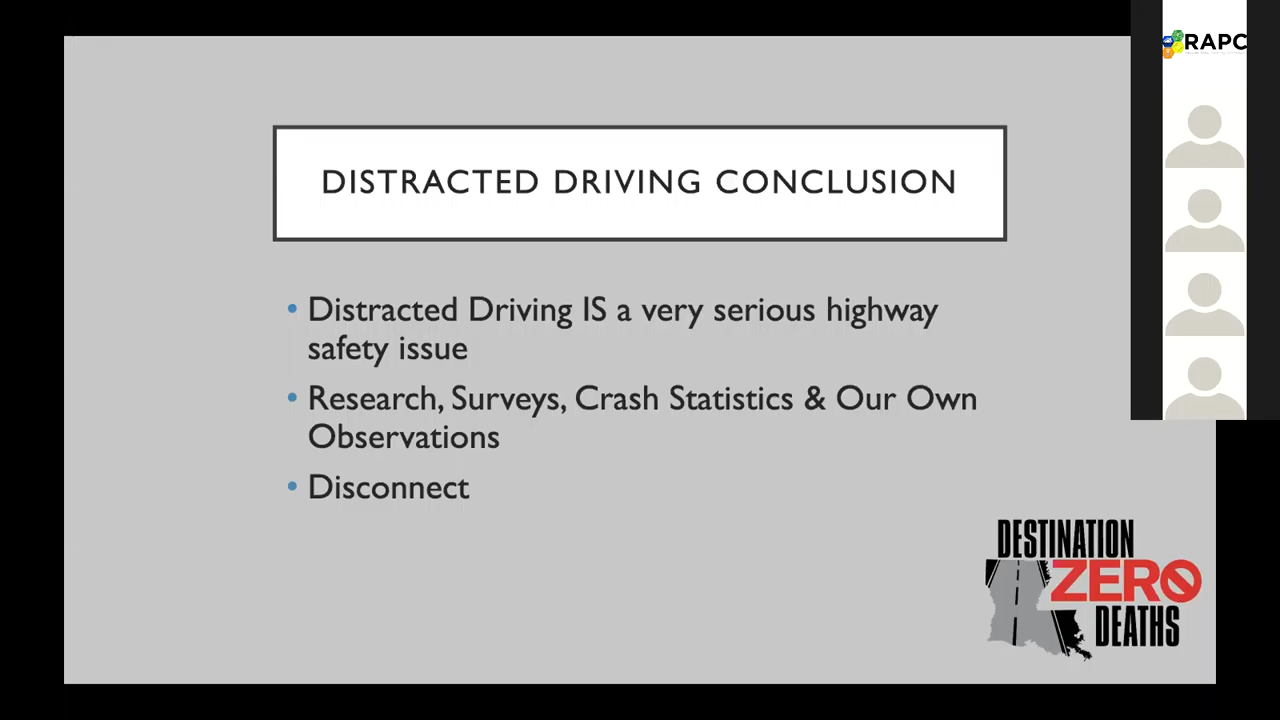 RAPC
DISTRACTED DRIVING CONCLUSION
• Distracted Driving IS a very serious highway
safety issue
• Research, Surveys, Crash Statistics & Our Own
Observations
• Disconnect
DESTINATION
ZERO
DEATHS